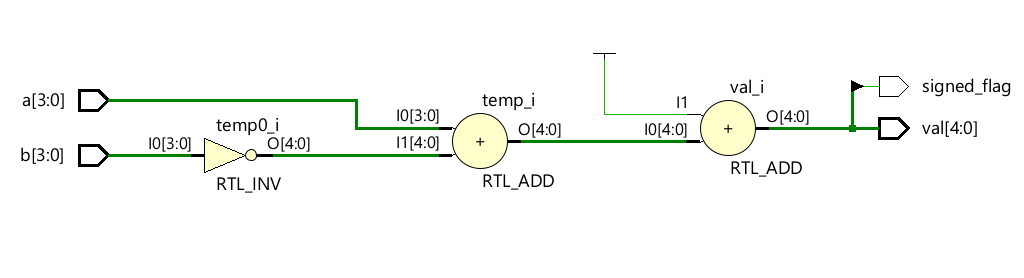 a[3:0]
b[3:0]
temp0_i
I0[3:0]
O[4:0]
RTL_INV
temp_i
I0[3:0]
I1[4:0]
+
O[4:0]
RTL_ADD
val_i
I1
I0[4:0]
+
O[4:0]
RTL_ADD
signed_flag
val[4:0]